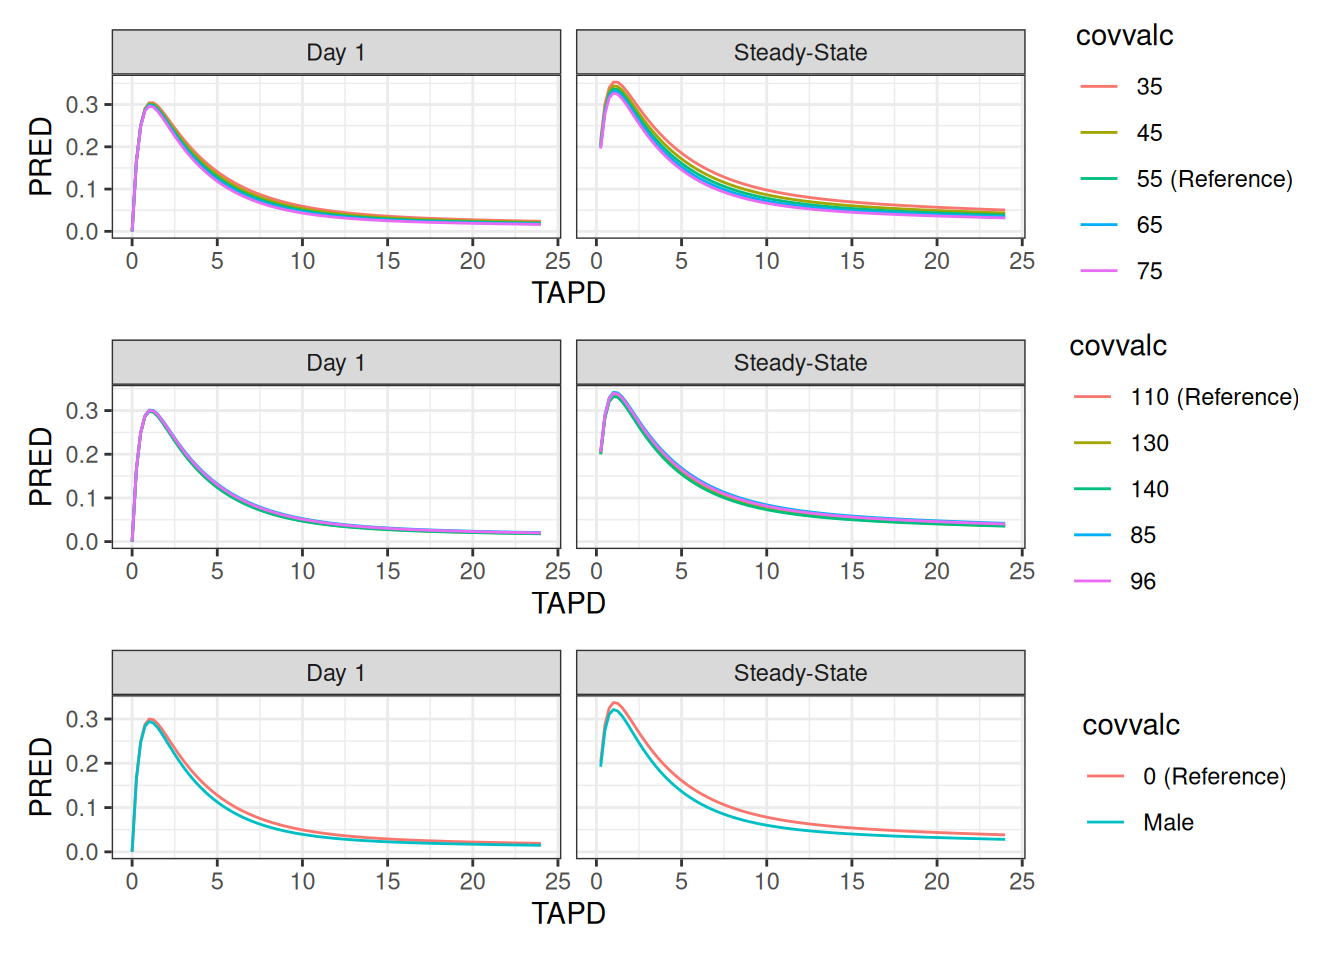 Day 1 Steady-State
PRED
0.3
0.2
0.1
0.0
0 5 10 15 20 25 0 5 10 15 20 25
TAPD
covvalc
35
45
55 (Reference)
65
75
Day 1 Steady-State
PRED
0.3
0.2
0.1
0.0
0 5 10 15 20 25 0 5 10 15 20 25
TAPD
covvalc
110 (Reference)
130
140
85
96
Day 1 Steady-State
PRED
0.3
0.2
0.1
0.0
0 5 10 15 20 25 0 5 10 15 20 25
TAPD
covvalc
0 (Reference)
Male